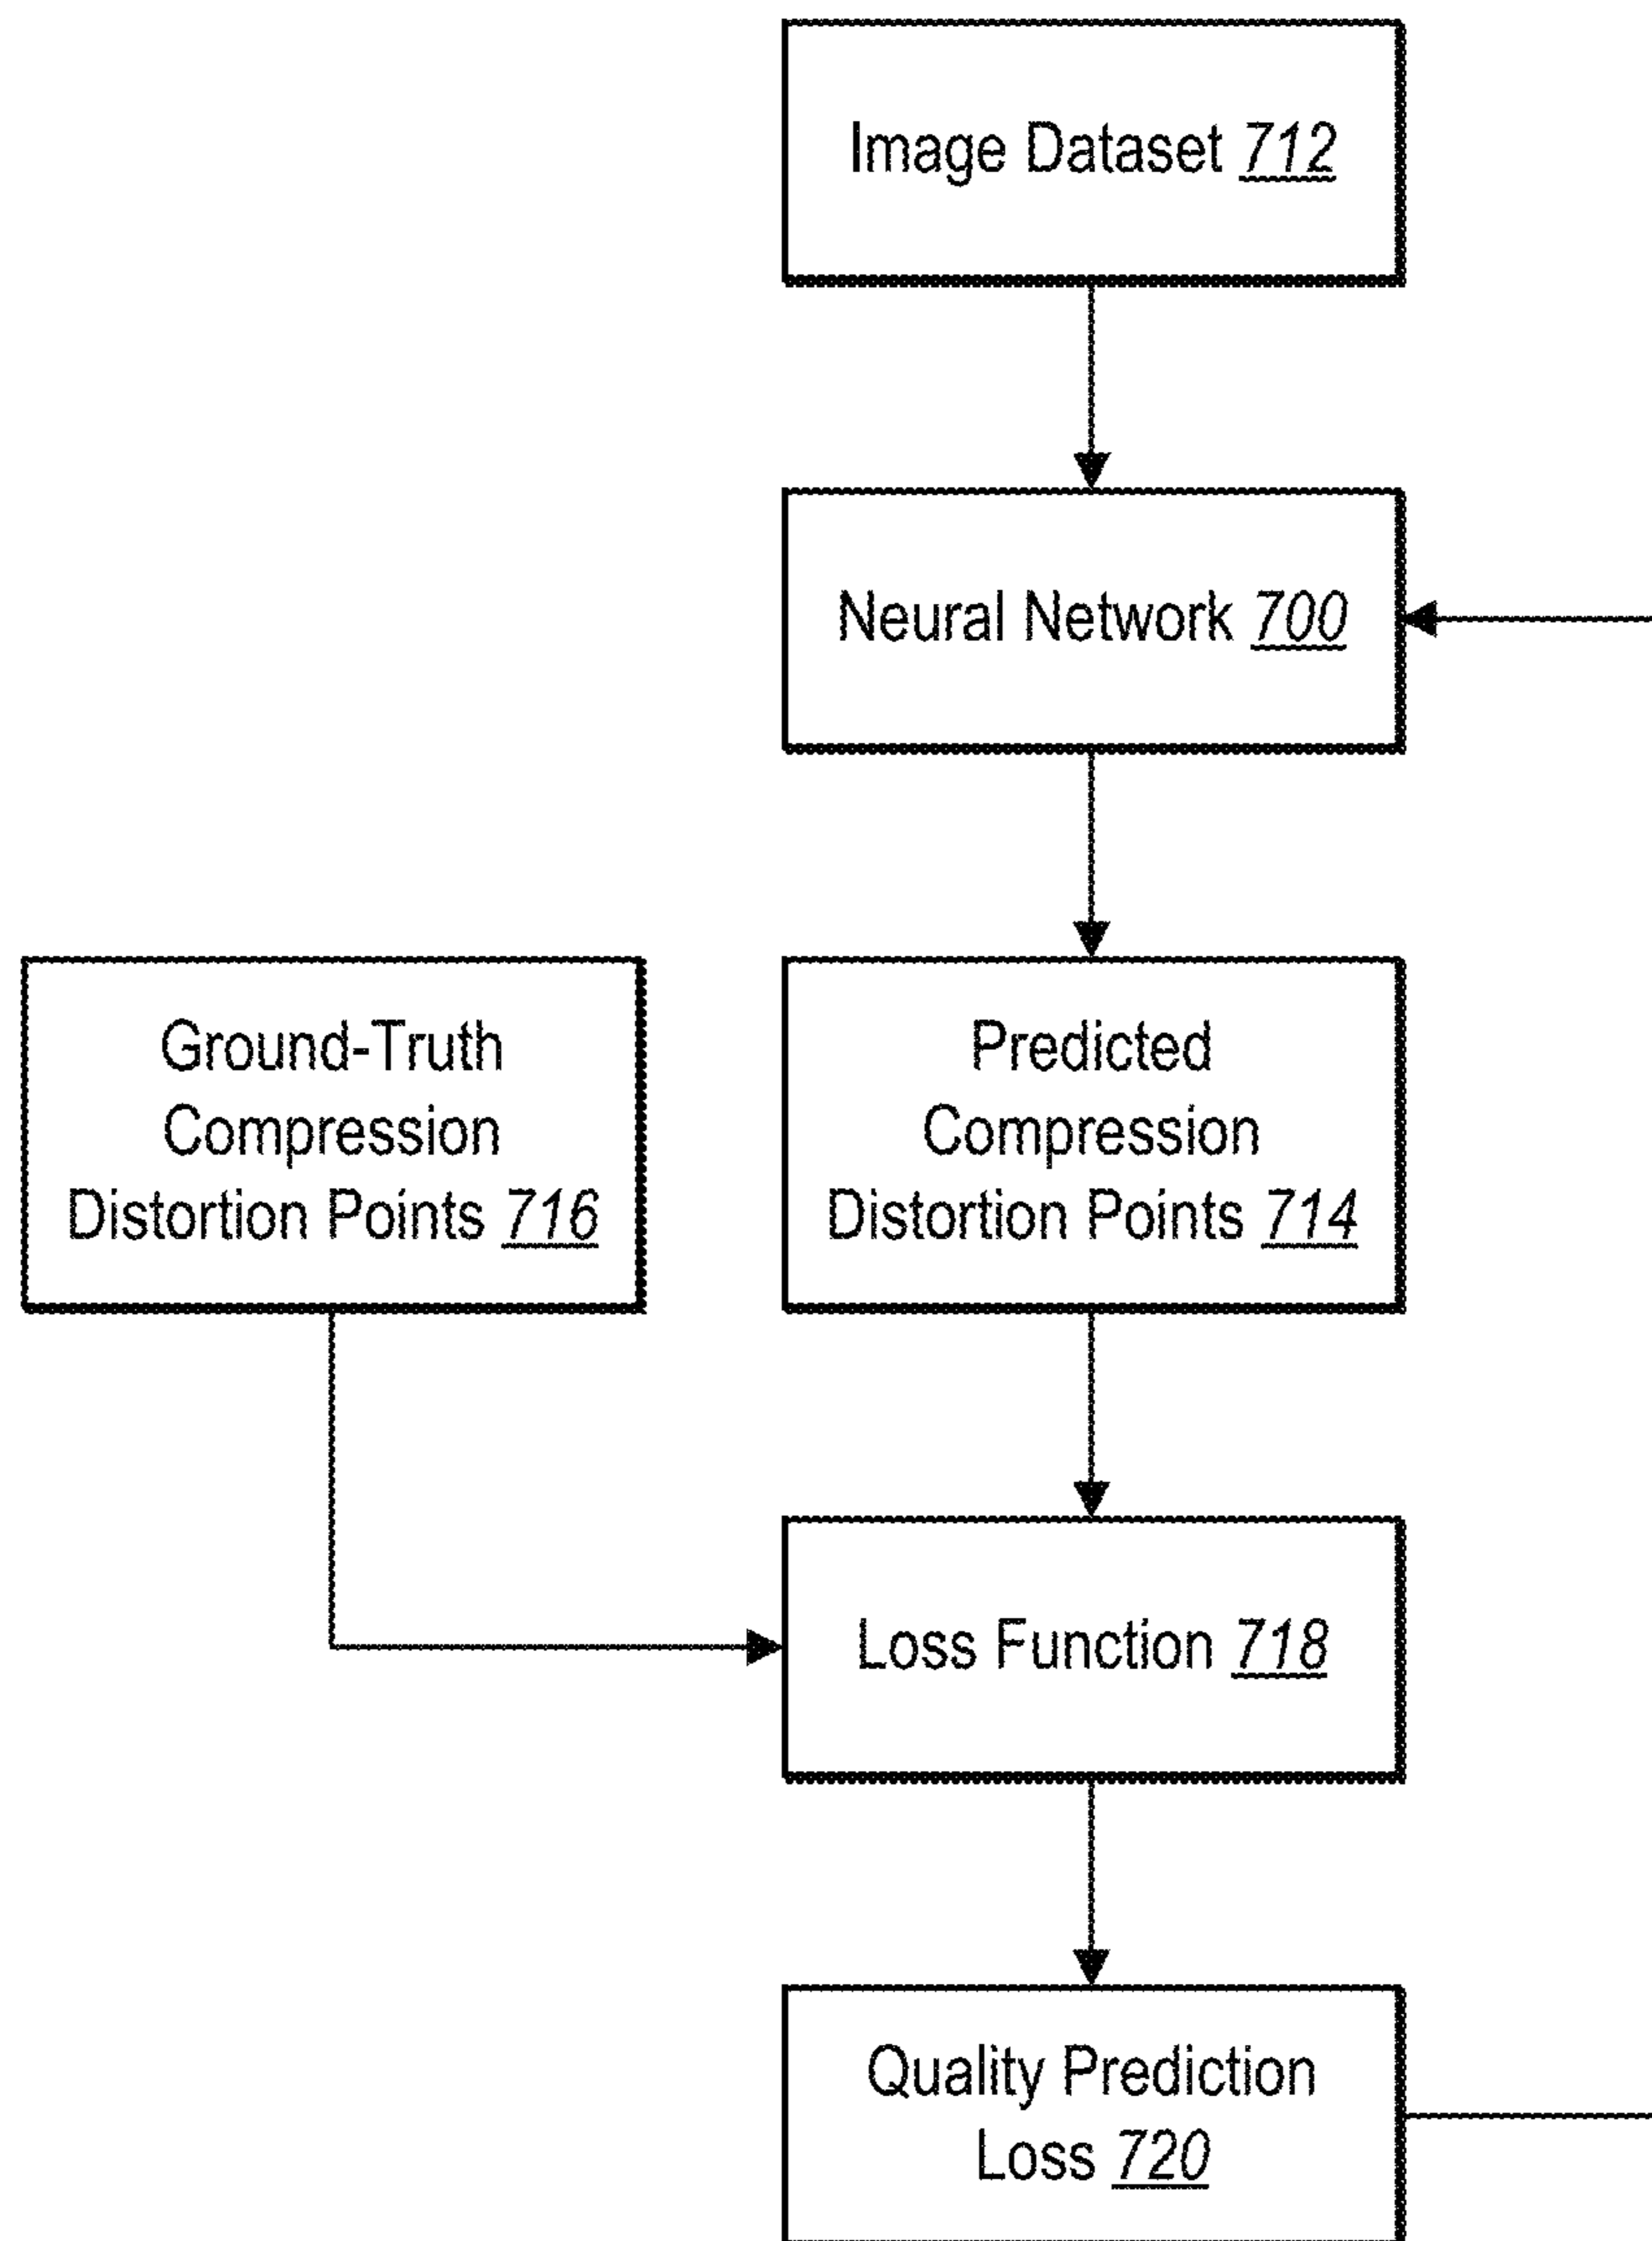 Image Dataset 712
Neural Network 700
Ground-Truth
Compression
Distortion Points 716
Predicted
Compression
Distortion Points 714
Loss Function 718
Quality Prediction
Loss 720